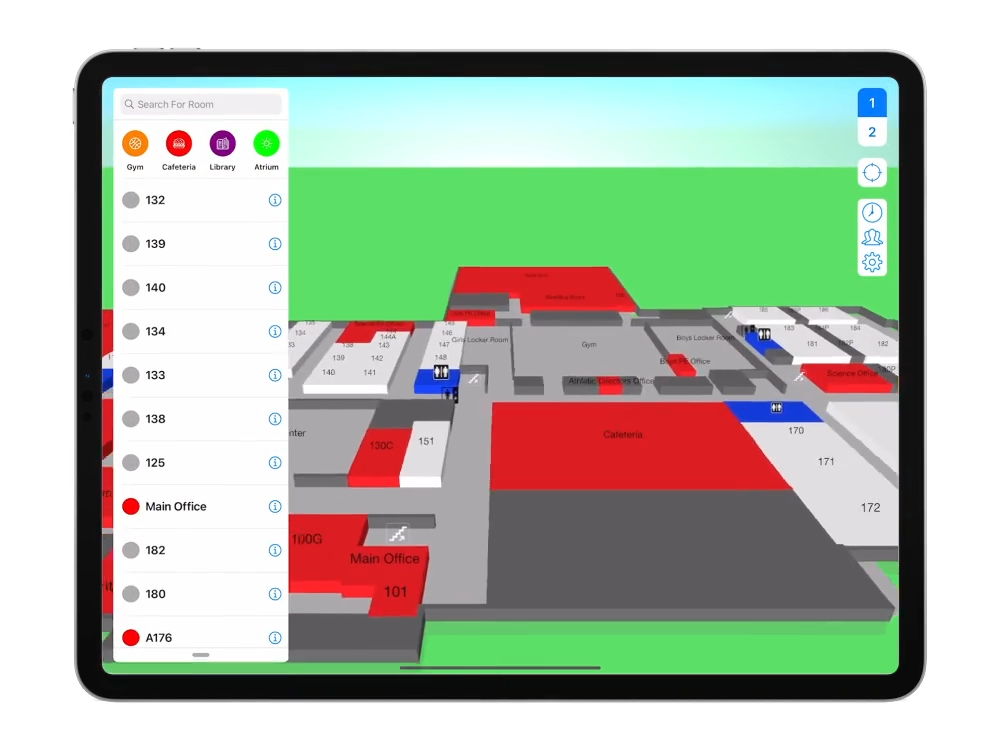 Search For Room
Gym Cafeteria Library Atrium
132
139
140
134
133
138
125
Main Office
182
180
A176
1
2
134
144A
138
143
139
142
140
141
146
147
148
Girls Locker Room
Gym
Boys Locker Room
Boys PE Office
Athletic Directors Office
185
186
183
184
181
182
Science Office
Cafeteria
170
171
172
130C
151
100G
Main Office
101